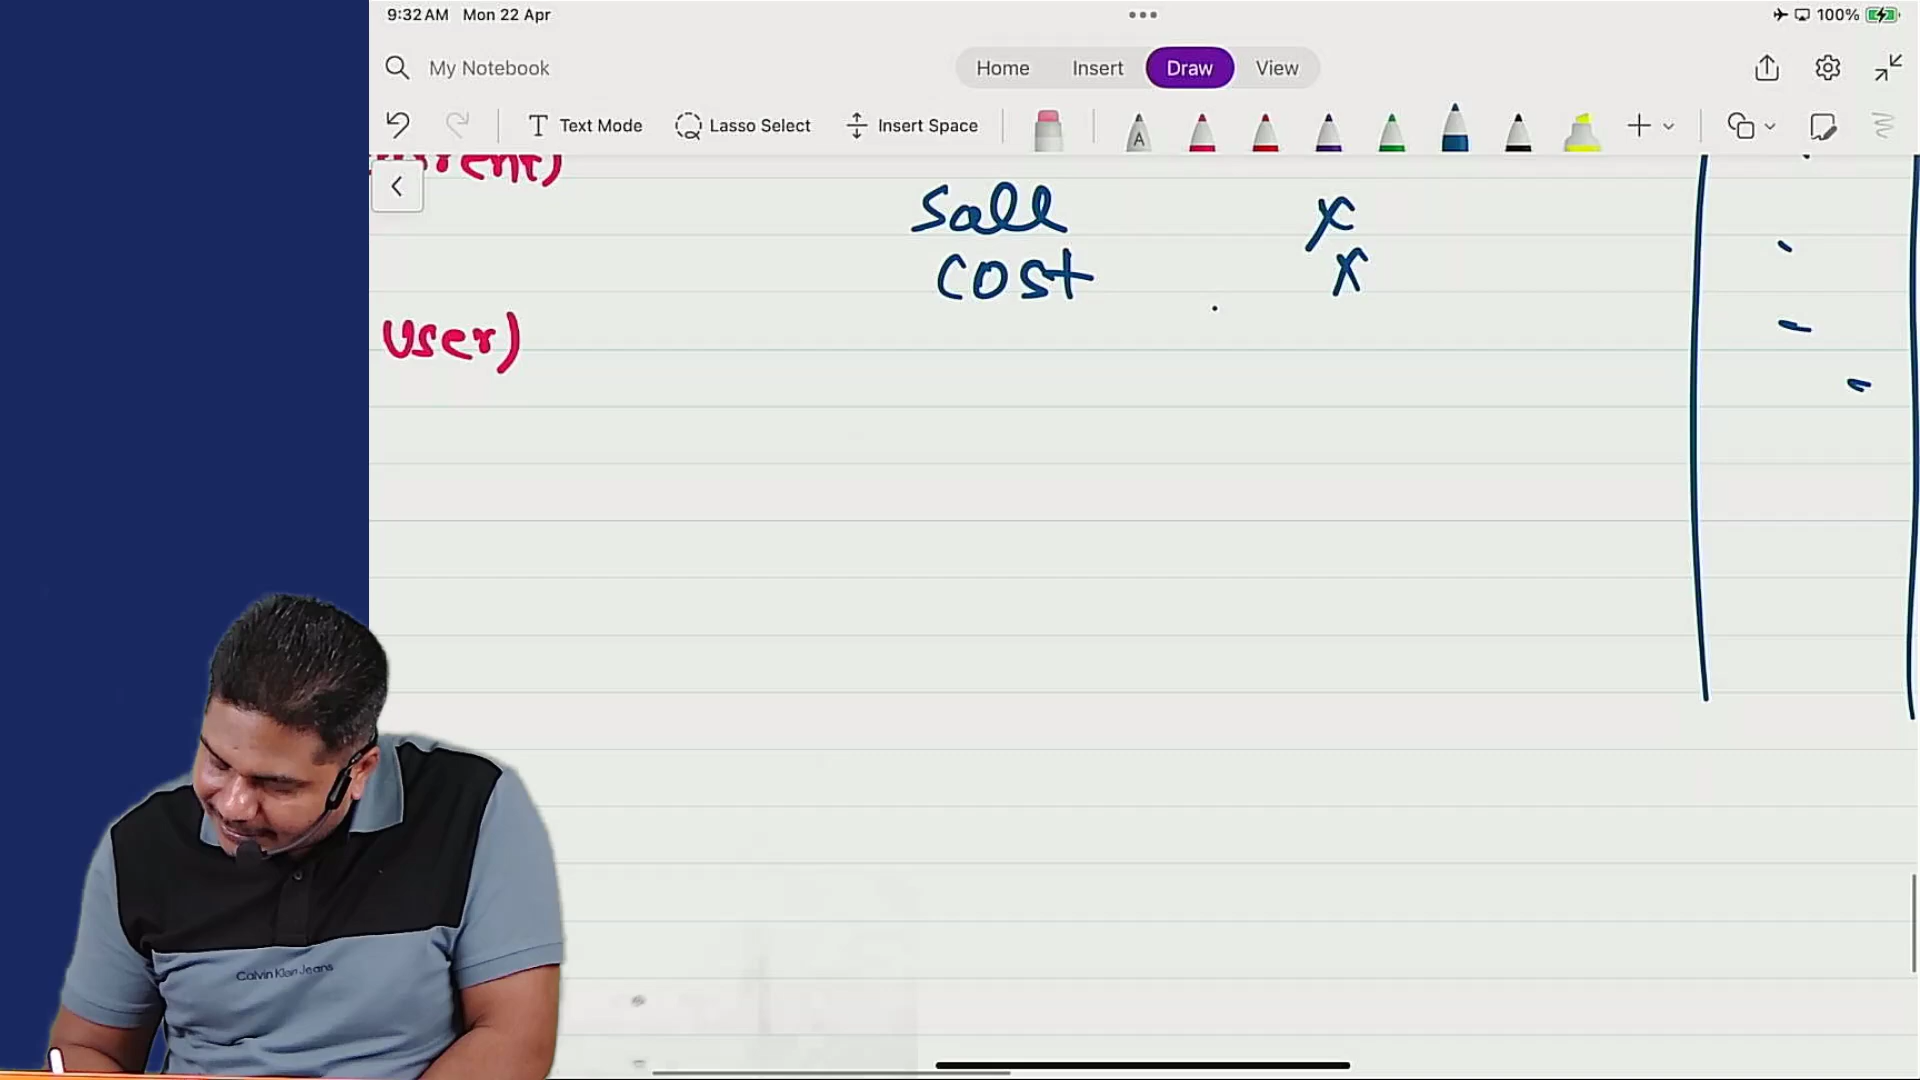 9:32 AM Mon 22 Apr 100%
My Notebook Home Insert Draw View
Text Mode Lasso Select Insert Space A
Sale x
Cost x
User)
Calvin Klein Jeans